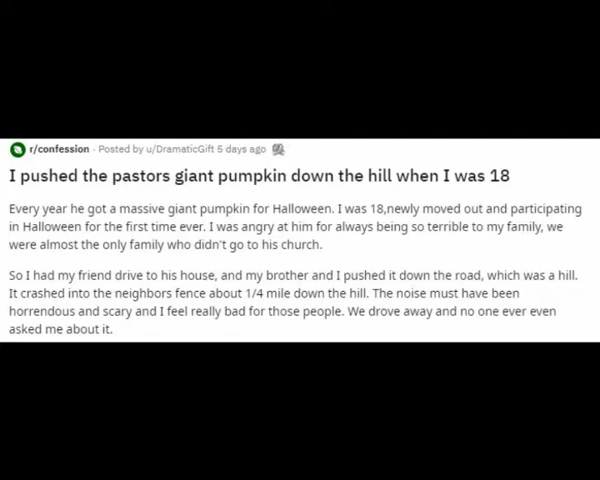 r/confession · Posted by u/DramaticGift 5 days ago
I pushed the pastors giant pumpkin down the hill when I was 18
Every year he got a massive giant pumpkin for Halloween. I was 18,newly moved out and participating
in Halloween for the first time ever. I was angry at him for always being so terrible to my family, we
were almost the only family who didn't go to his church.
So I had my friend drive to his house, and my brother and I pushed it down the road, which was a hill.
It crashed into the neighbors fence about 1/4 mile down the hill. The noise must have been
horrendous and scary and I feel really bad for those people. We drove away and no one ever even
asked me about it.